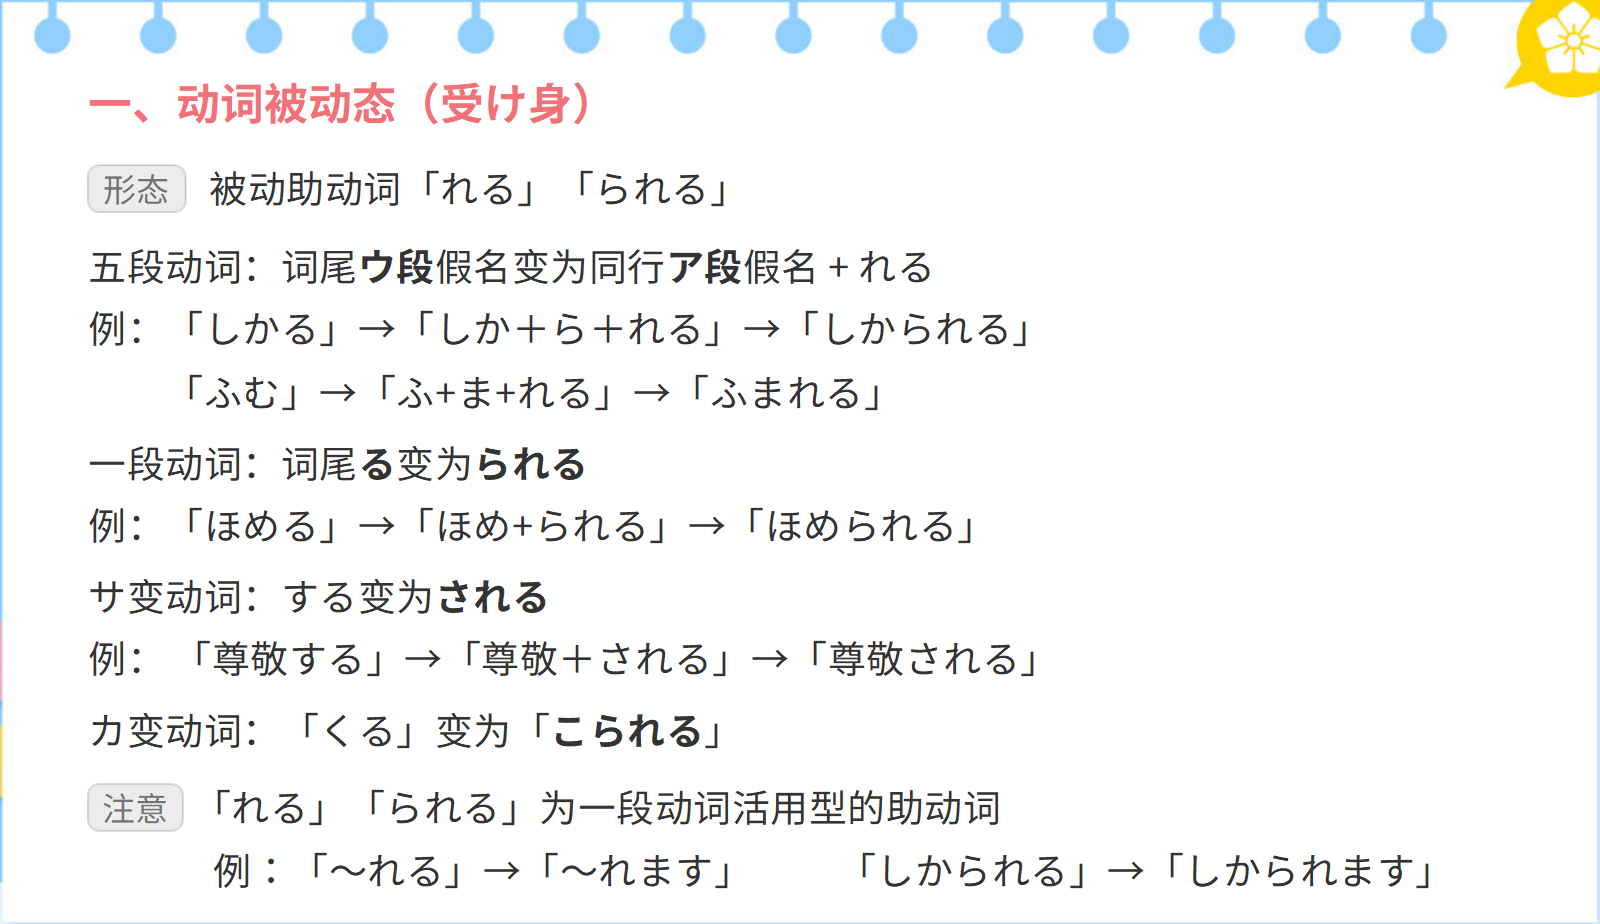 一、动词被动态（受け身）
形态 被动助动词「れる」「られる」
五段动词：词尾ウ段假名变为同行ア段假名 + れる
例：「しかる」→「しか＋ら＋れる」→「しかられる」
「ふむ」→「ふ+ま+れる」→「ふまれる」
一段动词：词尾る变为られる
例：「ほめる」→「ほめ+られる」→「ほめられる」
サ变动词：する变为される
例：「尊敬する」→「尊敬＋される」→「尊敬される」
カ变动词：「くる」变为「こられる」
注意 「れる」「られる」为一段动词活用型的助动词
例：「～れる」→「～れます」 「しかられる」→「しかられます」